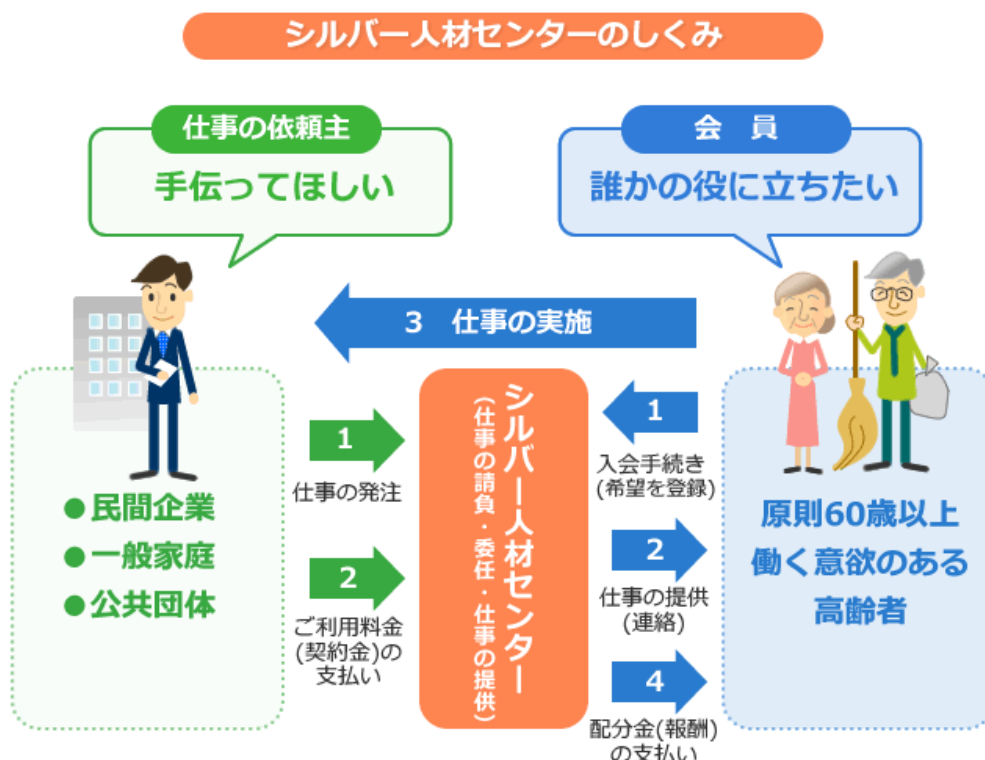 シルバー人材センターのしくみ
仕事の依頼主
手伝ってほしい
会　員
誰かの役に立ちたい
3　仕事の実施
●民間企業
●一般家庭
●公共団体
1
仕事の発注
2
ご利用料金
(契約金)の
支払い
シルバー人材センター
(仕事の請負・委任・仕事の提供)
1
入会手続き
(希望を登録)
2
仕事の提供
(連絡)
4
配分金(報酬)
の支払い
原則60歳以上
働く意欲のある
高齢者